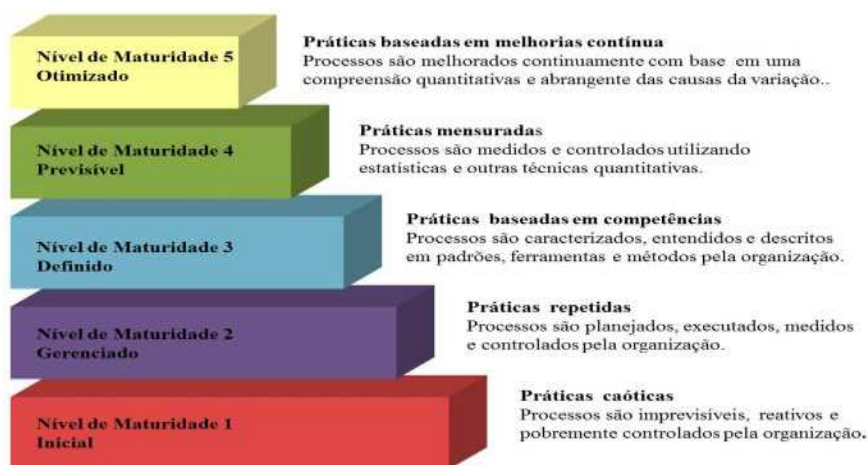 Nível de Maturidade 5
Otimizado
Práticas baseadas em melhorias contínua
Processos são melhorados continuamente com base em uma
compreensão quantitativas e abrangente das causas da variação..
Nível de Maturidade 4
Previsível
Práticas mensuradas
Processos são medidos e controlados utilizando
estatísticas e outras técnicas quantitativas.
Nível de Maturidade 3
Definido
Práticas baseadas em competências
Processos são caracterizados, entendidos e descritos
em padrões, ferramentas e métodos pela organização.
Nível de Maturidade 2
Gerenciado
Práticas repetidas
Processos são planejados, executados, medidos
e controlados pela organização.
Nível de Maturidade 1
Inicial
Práticas caóticas
Processos são imprevisíveis, reativos e
pobremente controlados pela organização.